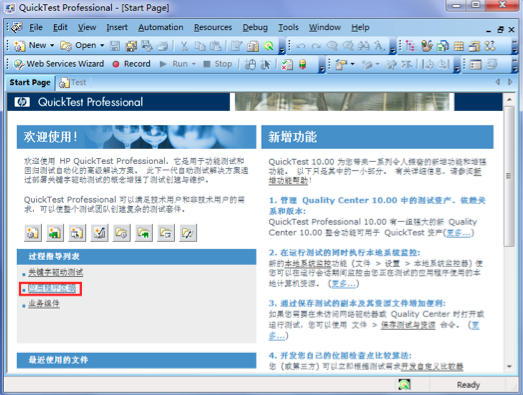 QuickTest Professional - [Start Page]
File Edit View Insert Automation Resources Debug Tools Window Help
New Open
Web Services Wizard Record Run Stop
Start Page Test
hp QuickTest Professional
欢迎使用！
欢迎使用 HP QuickTest Professional。它是用于功能测试和
回归测试自动化的高级解决方案。 此下一代自动测试解决方案通
过部署关键字驱动测试的概念增强了测试创建与维护。
QuickTest Professional 可以满足技术用户和非技术用户的需
求，可以使整个测试团队创建复杂的测试套件。
过程指导列表
关键字驱动测试
应用程序区域
业务组件
最近使用的文件
新增功能
QuickTest 10.00 为您带来一系列令人振奋的新增功能和增强
功能。 以下只是其中的一小部分。 有关详细信息，请参阅新
增功能帮助！
1. 管理 Quality Center 10.00 中的测试资产、依赖关
系和版本:
QuickTest Professional 10.00 有一组强大的新 Quality
Center 10.00 整合功能可用于 QuickTest 资产(更多...)
2. 在运行测试的同时执行本地系统监控:
新的本地系统监控功能 (文件 > 设置 > 本地系统监控器) 使
您可以在运行会话期间监控由您正在测试的应用程序使用的本
地计算机资源。 (更多...)
3. 通过保存测试的副本及其资源文件增加便利:
如果您需要在未访问网络驱动器或 Quality Center 时打开或
运行测试，您可以使用 文件 > 保存测试与资源 命令。 (更
多...)
4. 开发您自己的位图检查点比较算法:
您 (或第三方) 可以立即根据测试需求开发自定义比较器
Ready